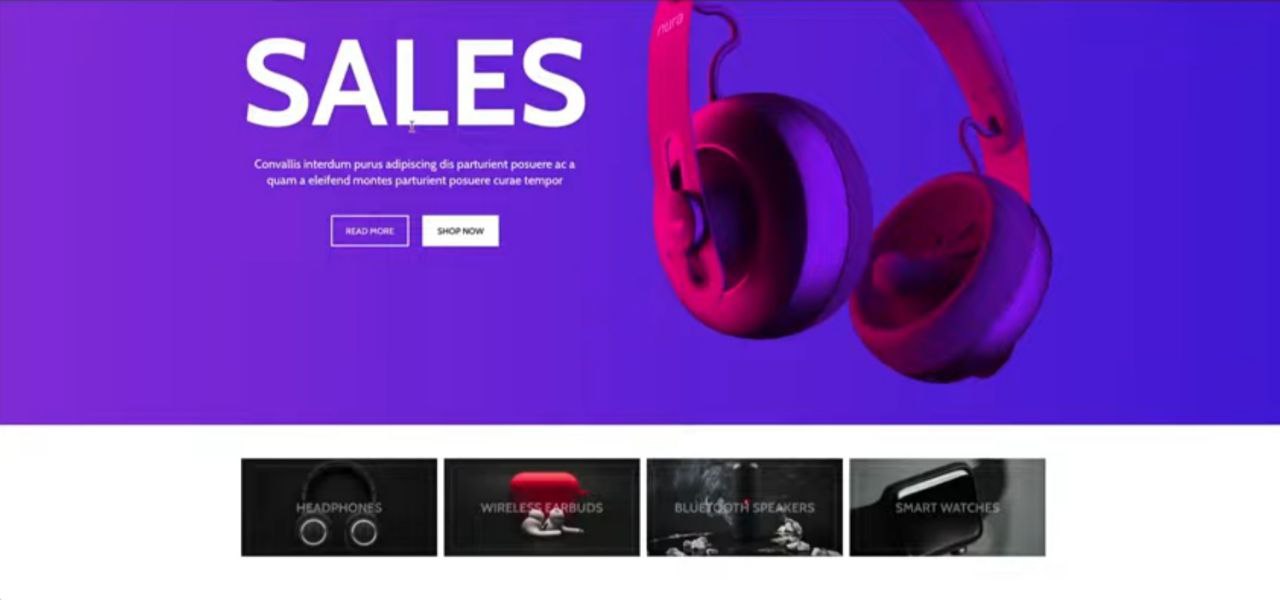 nura
SALES
Convallis interdum purus adipiscing dis parturient posuere ac a
quam a eleifend montes parturient posuere curae tempor
READ MORE
SHOP NOW
HEADPHONES
WIRELESS EARBUDS
BLUETOOTH SPEAKERS
SMART WATCHES